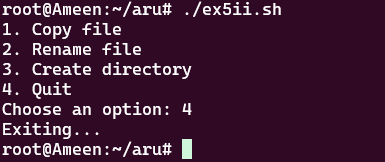 root@Ameen:~/aru# ./ex5ii.sh
1. Copy file
2. Rename file
3. Create directory
4. Quit
Choose an option: 4
Exiting...
root@Ameen:~/aru#